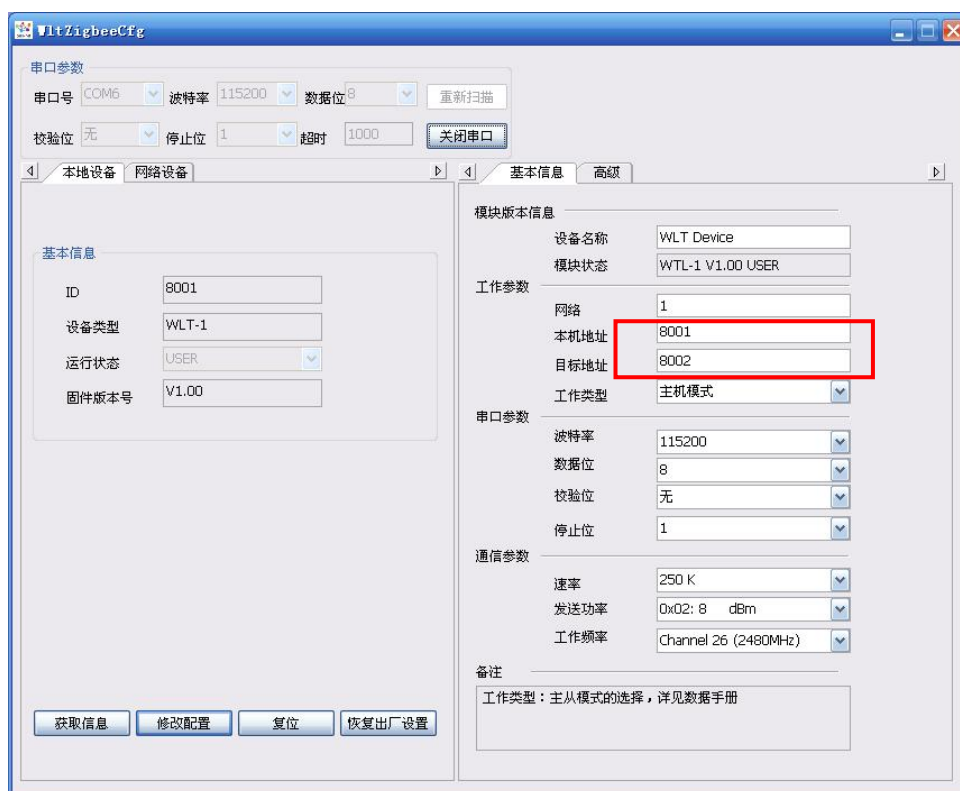 WltZigbeeCfg
串口参数
串口号 COM6 波特率 115200 数据位 8 重新扫描
校验位 无 停止位 1 超时 1000 关闭串口
本地设备 网络设备
基本信息
ID 8001
设备类型 WLT-1
运行状态 USER
固件版本号 V1.00
获取信息 修改配置 复位 恢复出厂设置
基本信息 高级
模块版本信息
设备名称 WLT Device
模块状态 WTL-1 V1.00 USER
工作参数
网络 1
本机地址 8001
目标地址 8002
工作类型 主机模式
串口参数
波特率 115200
数据位 8
校验位 无
停止位 1
通信参数
速率 250 K
发送功率 0x02: 8 dBm
工作频率 Channel 26 (2480MHz)
备注
工作类型：主从模式的选择，详见数据手册